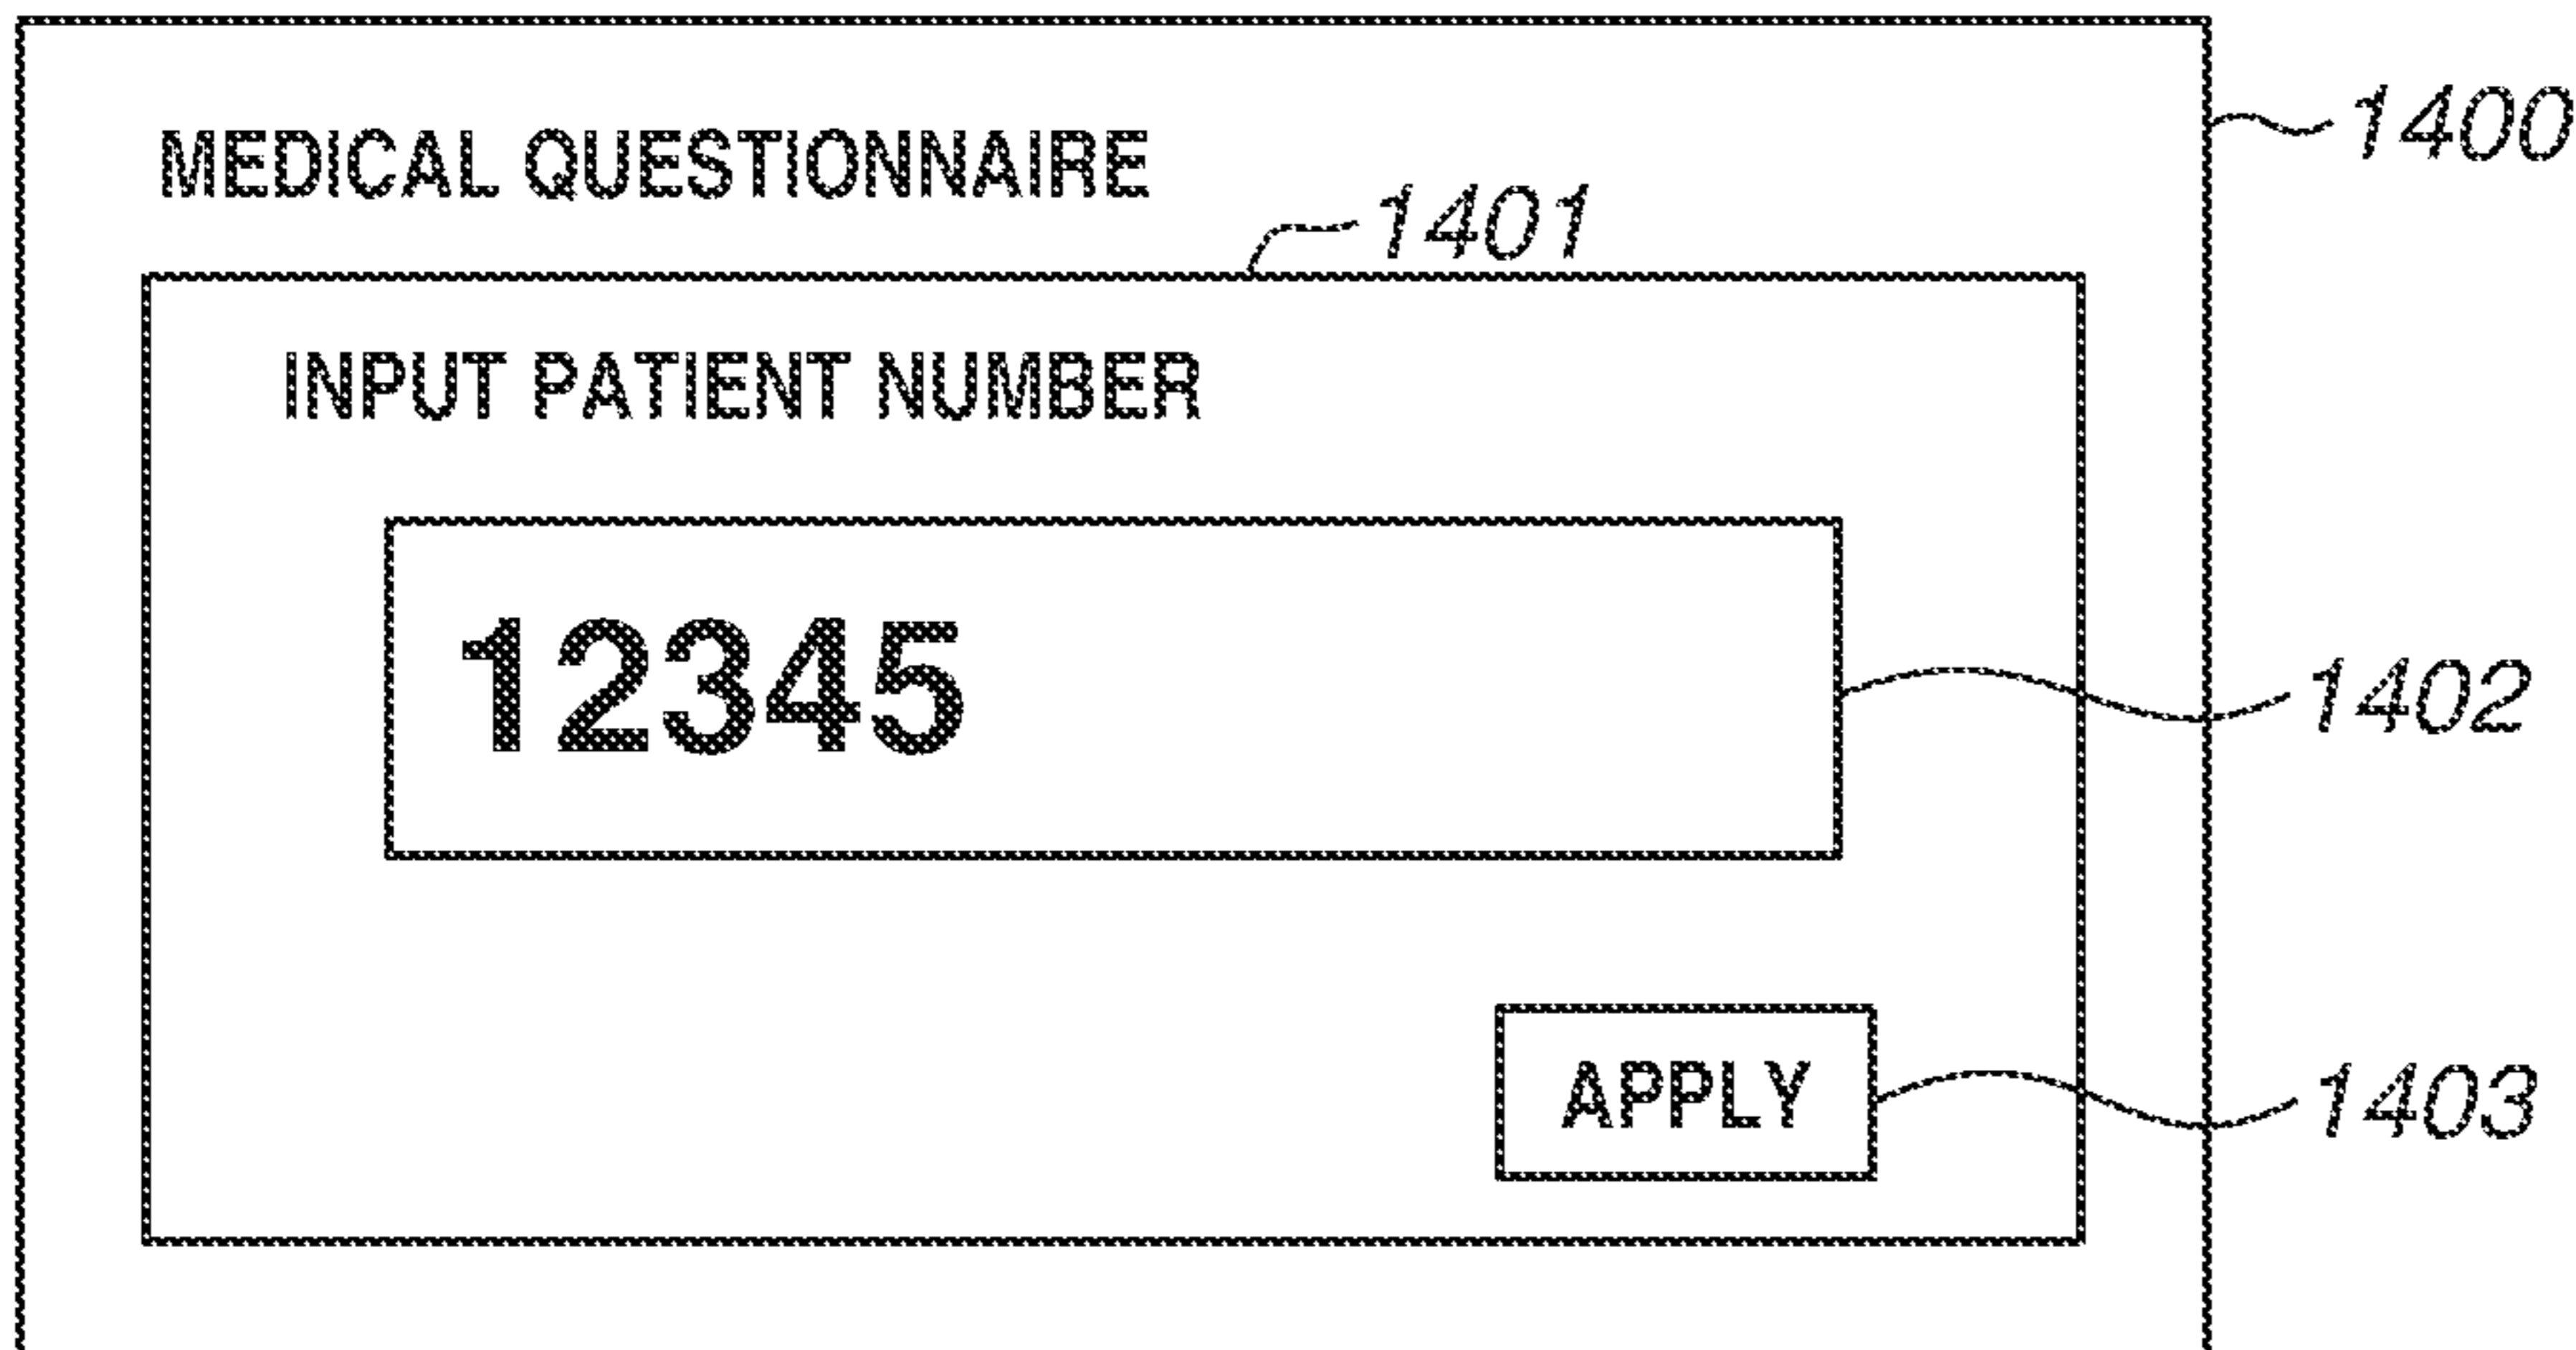 1400
MEDICAL QUESTIONNAIRE
1401
INPUT PATIENT NUMBER
12345
1402
APPLY
1403